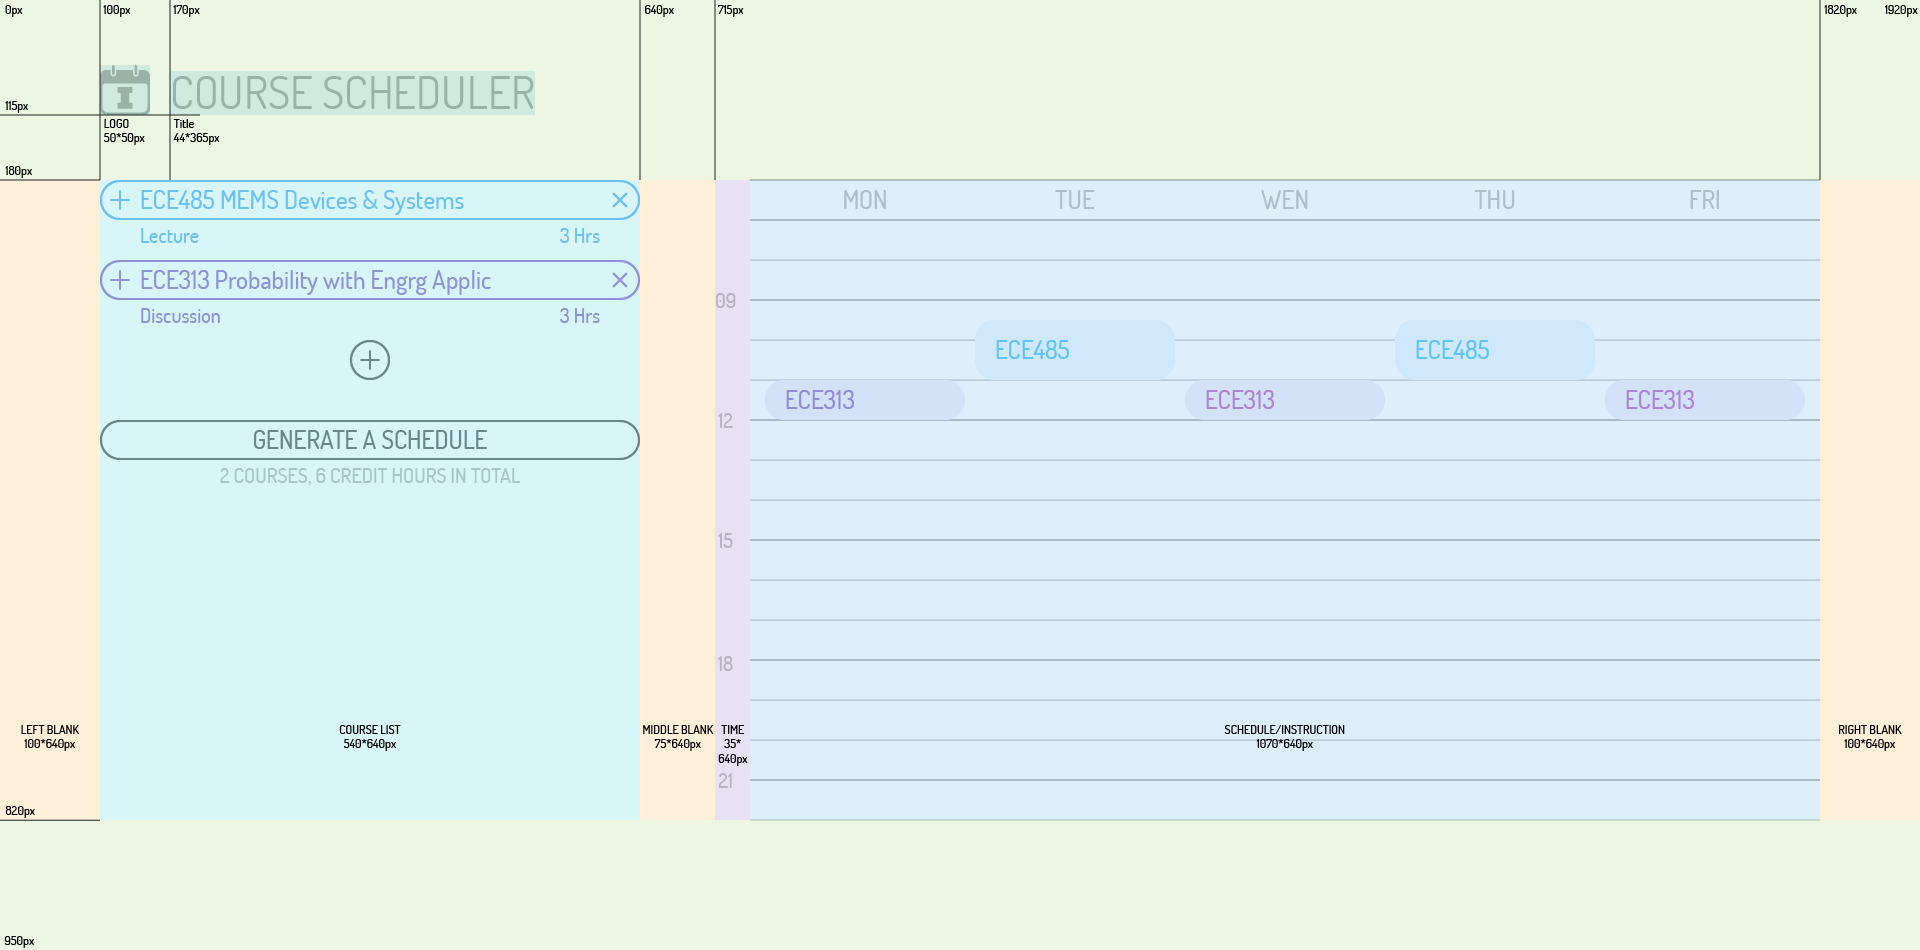 0px
100px
170px
640px
715px
1820px
1920px
COURSE SCHEDULER
115px
LOGO
50*50px
Title
44*365px
180px
ECE485 MEMS Devices & Systems
Lecture
3 Hrs
ECE313 Probability with Engrg Applic
Discussion
3 Hrs
GENERATE A SCHEDULE
2 COURSES, 6 CREDIT HOURS IN TOTAL
MON
TUE
WEN
THU
FRI
09
ECE485
ECE485
ECE313
ECE313
ECE313
12
15
18
LEFT BLANK
100*640px
COURSE LIST
540*640px
MIDDLE BLANK
75*640px
TIME
35*
640px
SCHEDULE/INSTRUCTION
1070*640px
RIGHT BLANK
100*640px
21
820px
950px